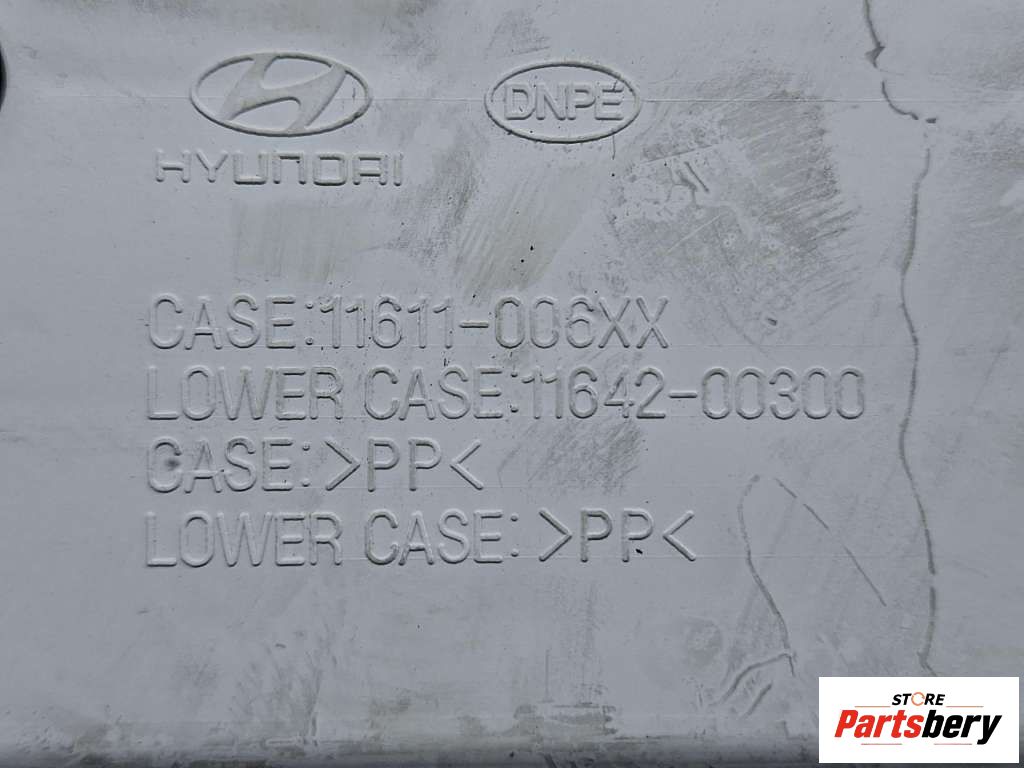 HYUNDAI
DNPE
CASE:11611-006XX
LOWER CASE:11642-00300
CASE: >PP<
LOWER CASE: >PP<
STORE
Partsbery